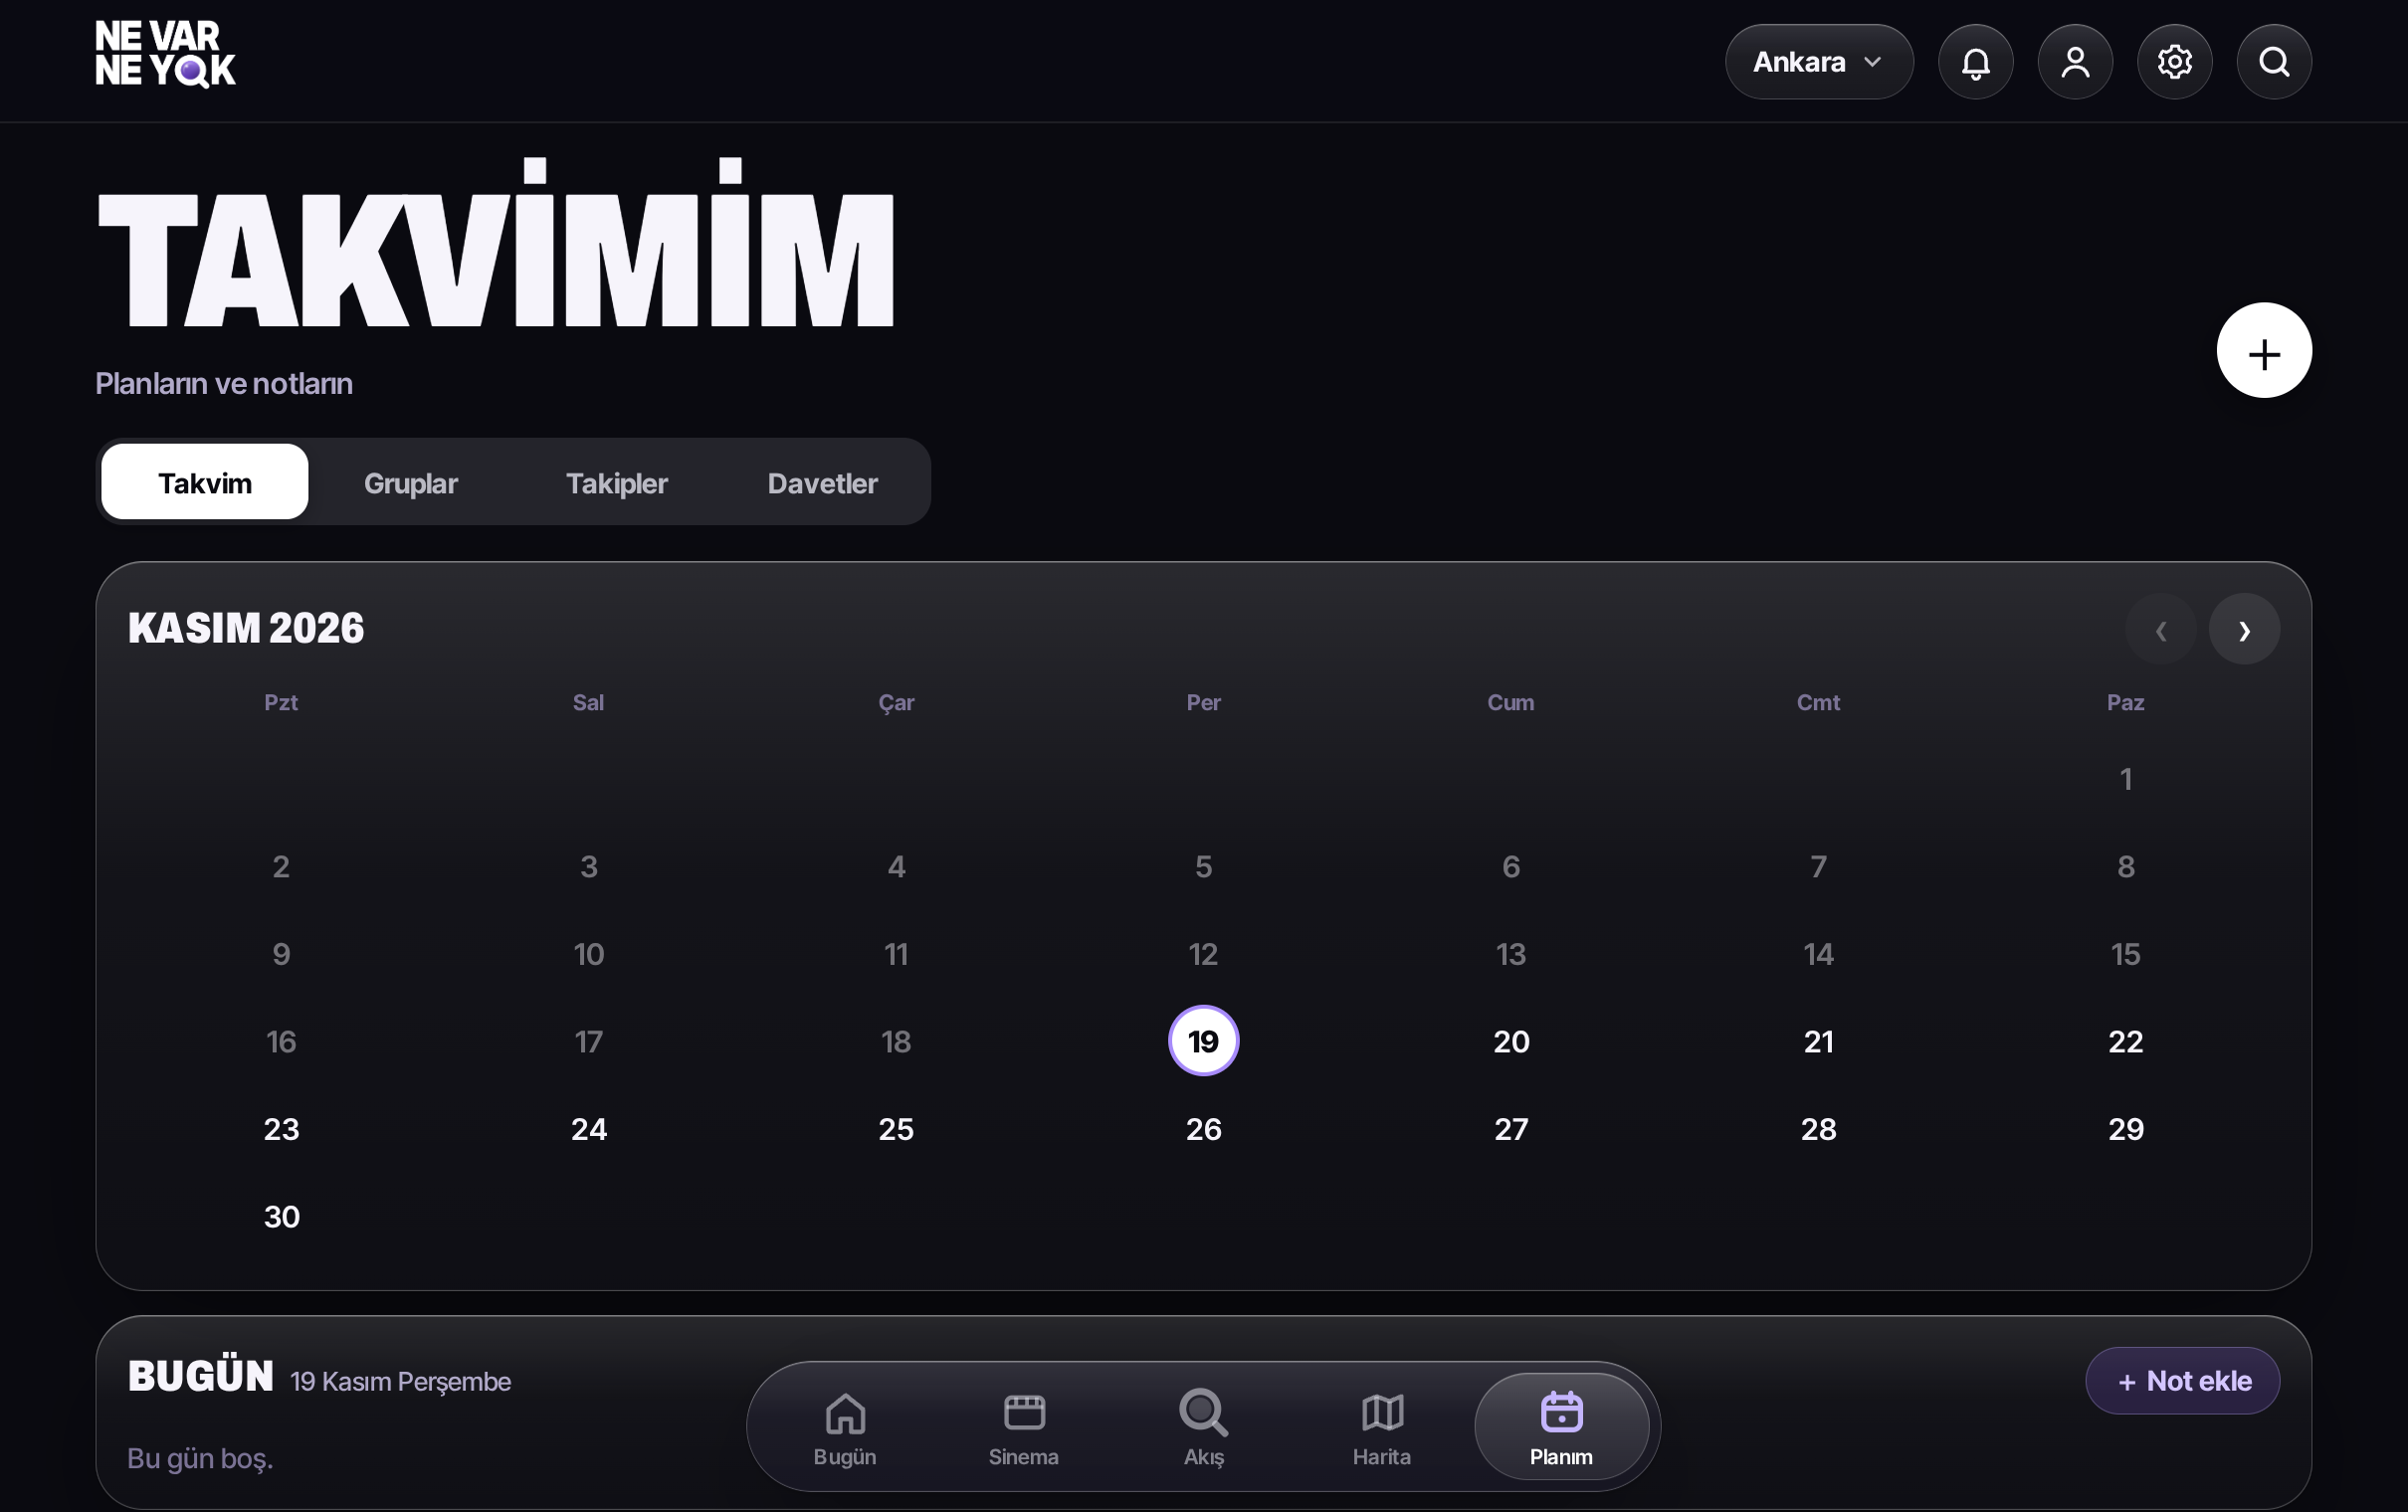 NE VAR
NE YOK
Ankara
TAKVİMİM
Planların ve notların
+
Takvim Gruplar Takipler Davetler
KASIM 2026
‹ ›
Pzt Sal Çar Per Cum Cmt Paz
1
2 3 4 5 6 7 8
9 10 11 12 13 14 15
16 17 18 19 20 21 22
23 24 25 26 27 28 29
30
BUGÜN 19 Kasım Perşembe
+ Not ekle
Bu gün boş.
Bugün Sinema Akış Harita Planım